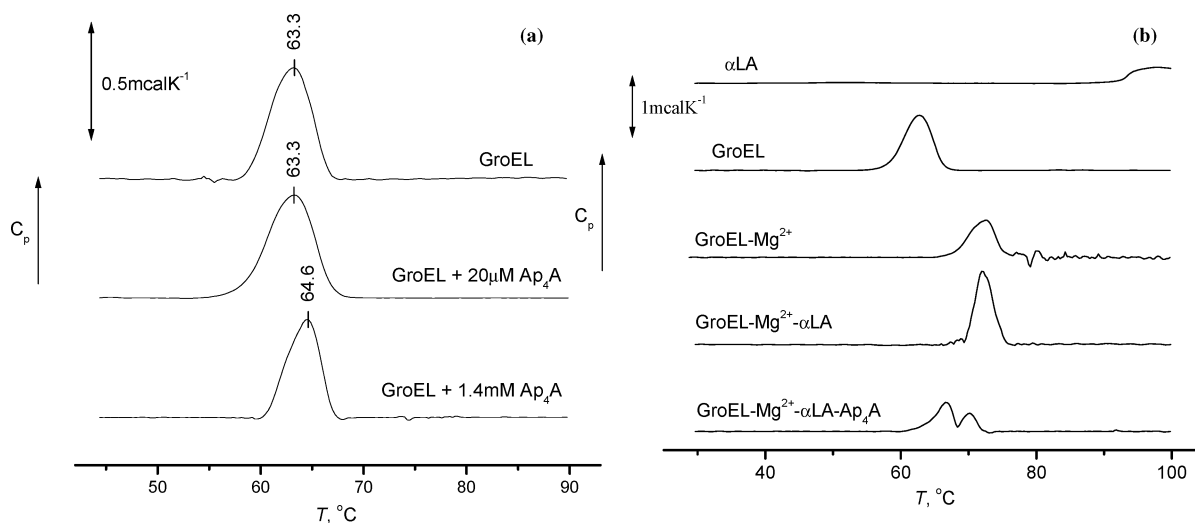 (a)
63.3
0.5mcalK⁻¹
GroEL
63.3
Cₚ
GroEL + 20μM Ap₄A
64.6
GroEL + 1.4mM Ap₄A
50 60 70 80 90
T, °C
(b)
αLA
1mcalK⁻¹
GroEL
Cₚ
GroEL-Mg²⁺
GroEL-Mg²⁺-αLA
GroEL-Mg²⁺-αLA-Ap₄A
40 60 80 100
T, °C